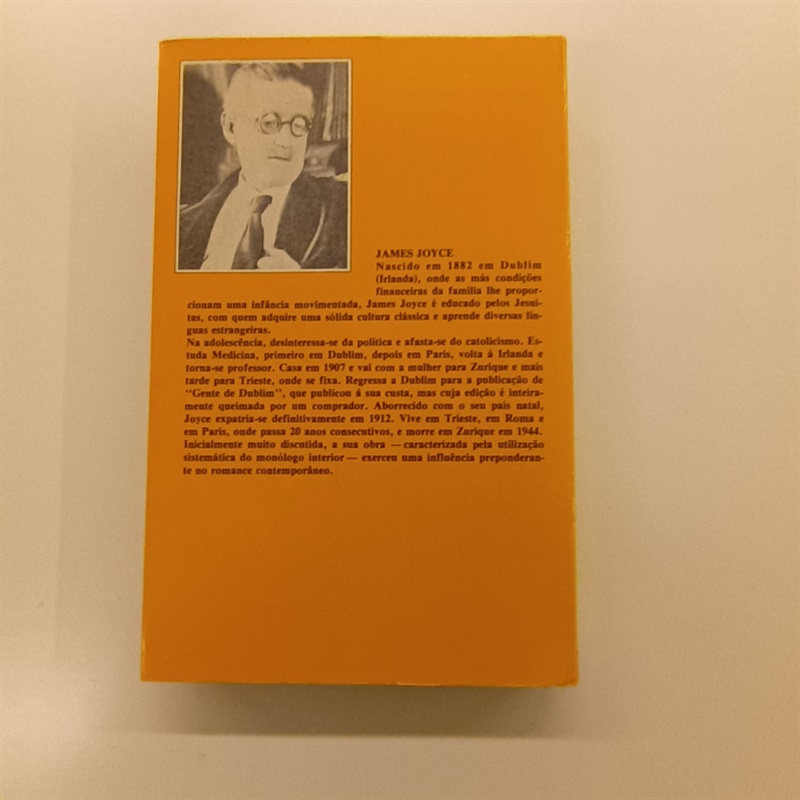 JAMES JOYCE
Nascido em 1882 em Dublim
(Irlanda), onde as más condições
financeiras da família lhe propor-
cionam uma infância movimentada, James Joyce é educado pelos Jesuí-
tas, com quem adquire uma sólida cultura clássica e aprende diversas lín-
guas estrangeiras.
Na adolescência, desinteressa-se da política e afasta-se do catolicismo. Es-
tuda Medicina, primeiro em Dublim, depois em Paris, volta á Irlanda e
torna-se professor. Casa em 1907 e vai com a mulher para Zurique e mais
tarde para Trieste, onde se fixa. Regressa a Dublim para a publicação de
"Gente de Dublim", que publicou á sua custa, mas cuja edição é inteira-
mente queimada por um comprador. Aborrecido com o seu país natal,
Joyce expatria-se definitivamente em 1912. Vive em Trieste, em Roma e
em Paris, onde passa 20 anos consecutivos, e morre em Zurique em 1944.
Inicialmente muito discutida, a sua obra — caracterizada pela utilização
sistemática do monólogo interior — exerceu uma influência preponderan-
te no romance contemporâneo.